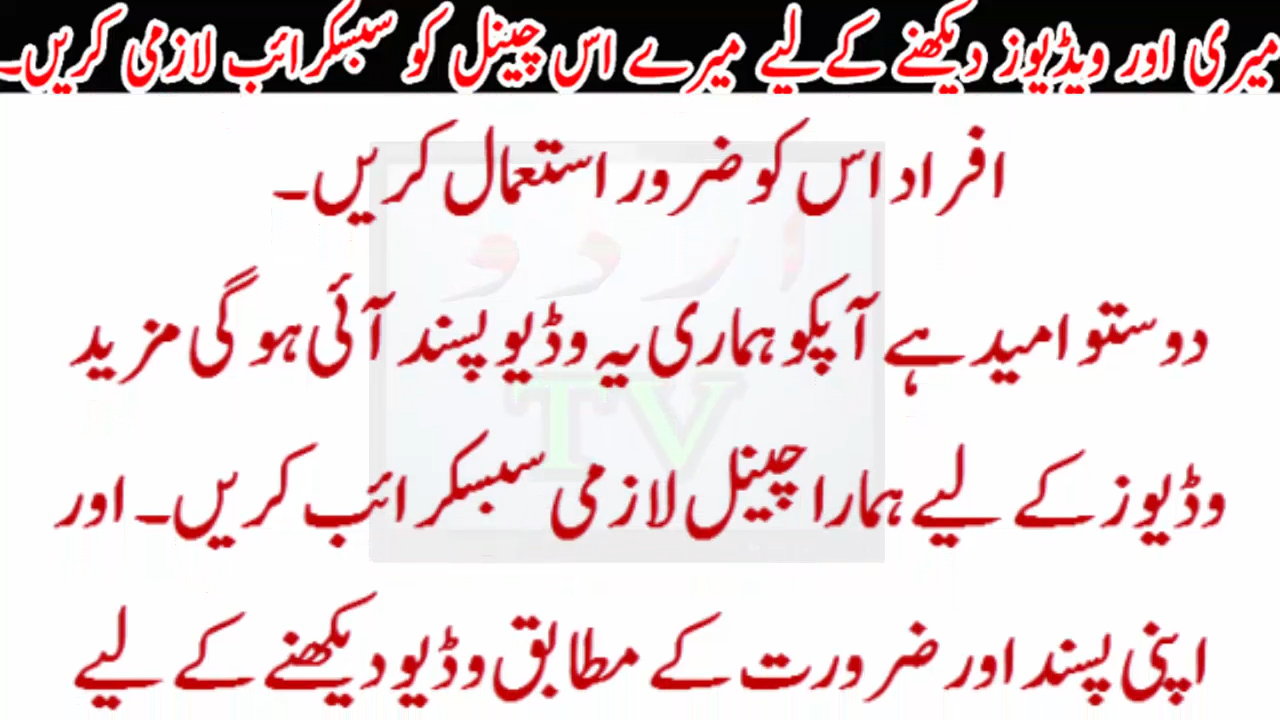 میری اور ویڈیوز دیکھنے کے لیے میرے اس چینل کو سبسکرائب لازمی کریں۔
افراد اس کو ضرور استعمال کریں۔
دوستو امید ہے آپکو ہماری یہ وڈیو پسند آئی ہوگی مزید
وڈیوز کے لیے ہمارا چینل لازمی سبسکرائب کریں۔ اور
اپنی پسند اور ضرورت کے مطابق وڈیو دیکھنے کے لیے
اردو
TV